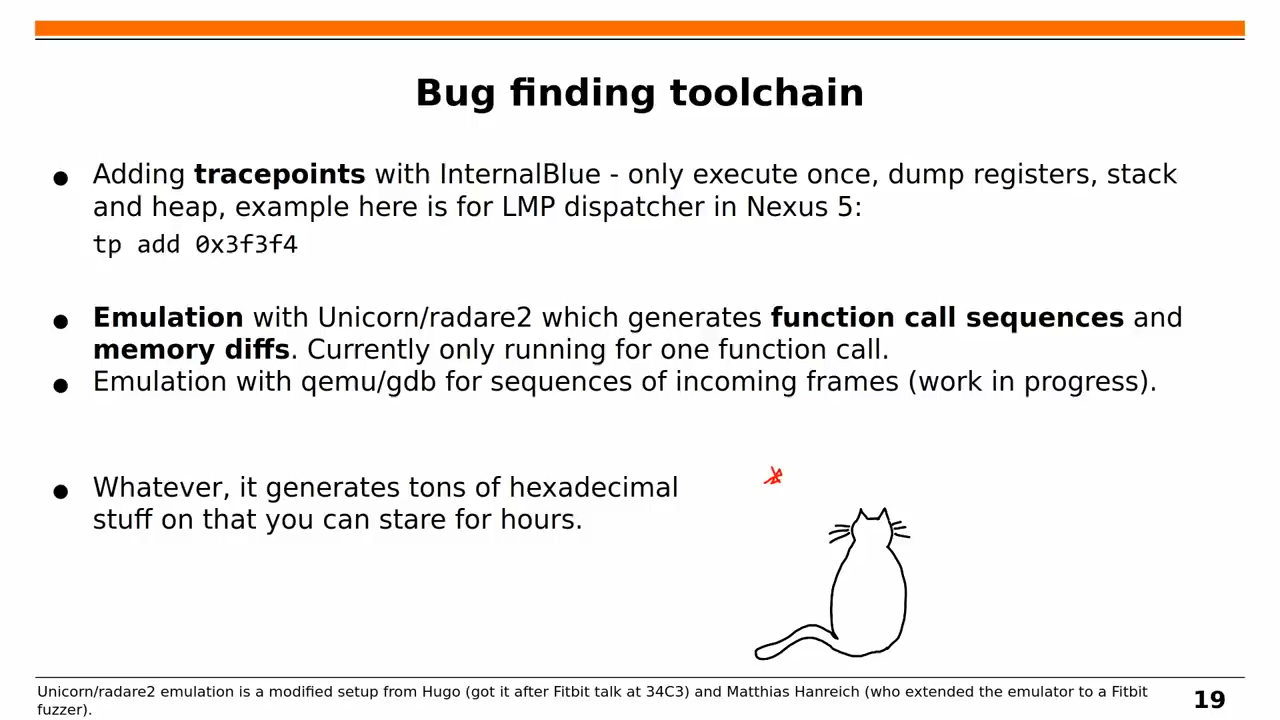 Bug finding toolchain
● Adding tracepoints with InternalBlue - only execute once, dump registers, stack
and heap, example here is for LMP dispatcher in Nexus 5:
tp add 0x3f3f4
● Emulation with Unicorn/radare2 which generates function call sequences and
memory diffs. Currently only running for one function call.
● Emulation with qemu/gdb for sequences of incoming frames (work in progress).
● Whatever, it generates tons of hexadecimal
stuff on that you can stare for hours.
Unicorn/radare2 emulation is a modified setup from Hugo (got it after Fitbit talk at 34C3) and Matthias Hanreich (who extended the emulator to a Fitbit
fuzzer).
19